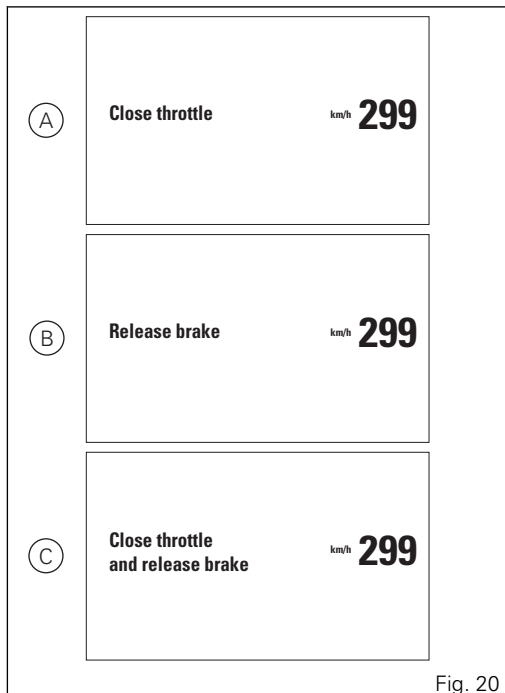 A
Close throttle
km/h 299
B
Release brake
km/h 299
C
Close throttle
and release brake
km/h 299
Fig. 20